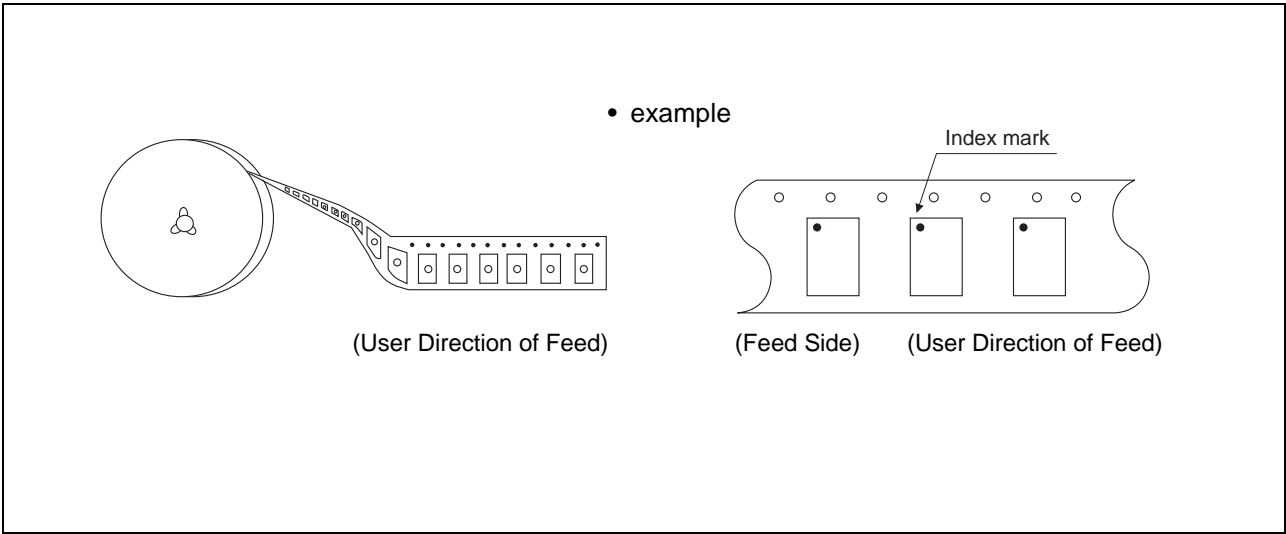 • example
Index mark
(User Direction of Feed)
(Feed Side)
(User Direction of Feed)